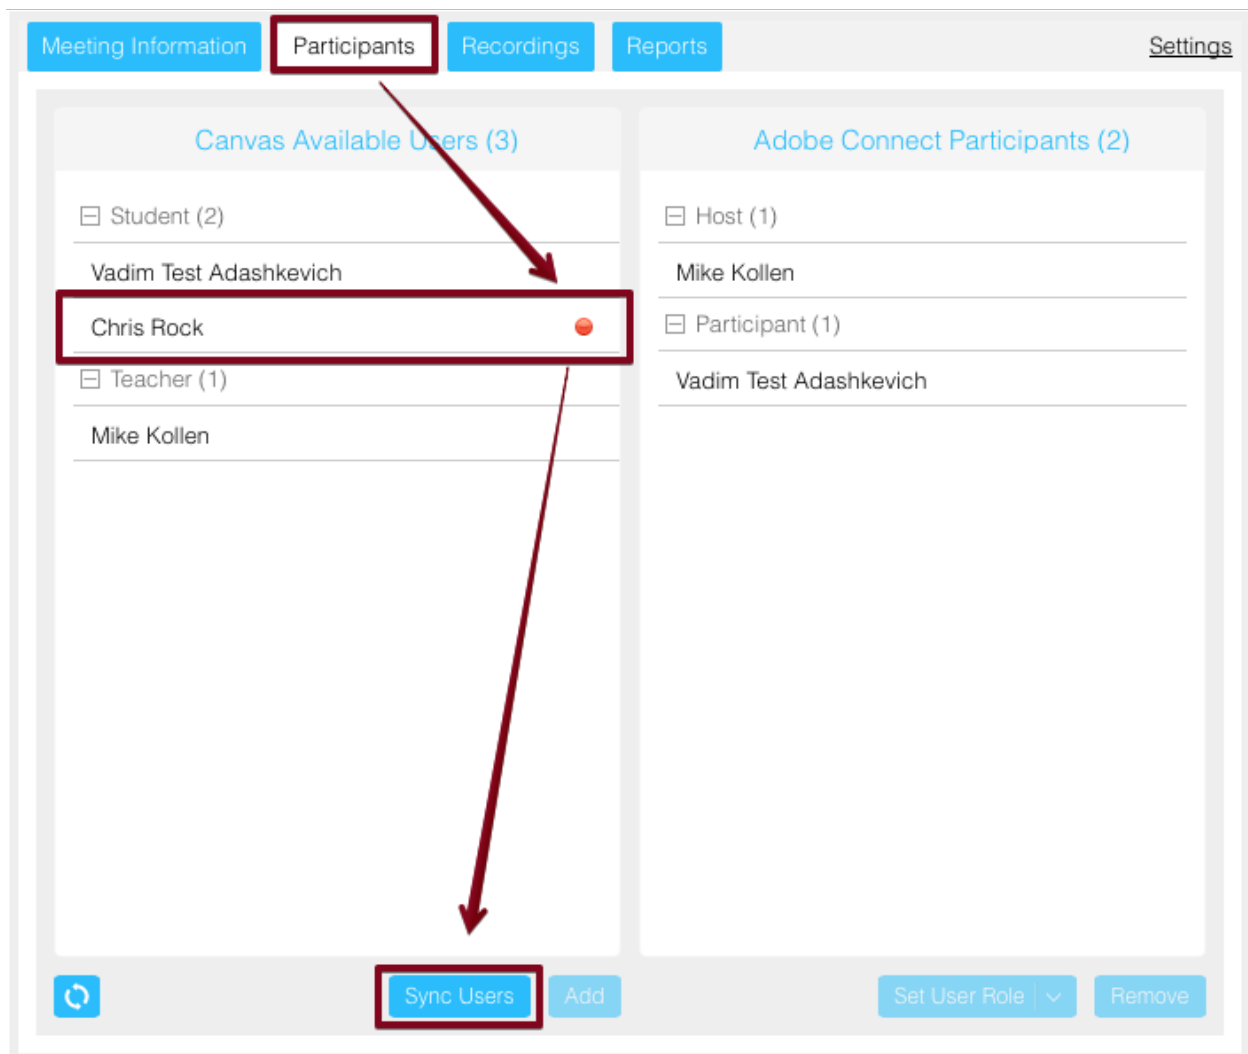 Meeting Information Participants Recordings Reports Settings
Canvas Available Users (3)
Student (2)
Vadim Test Adashkevich
Chris Rock
Teacher (1)
Mike Kollen
Adobe Connect Participants (2)
Host (1)
Mike Kollen
Participant (1)
Vadim Test Adashkevich
Sync Users Add Set User Role Remove